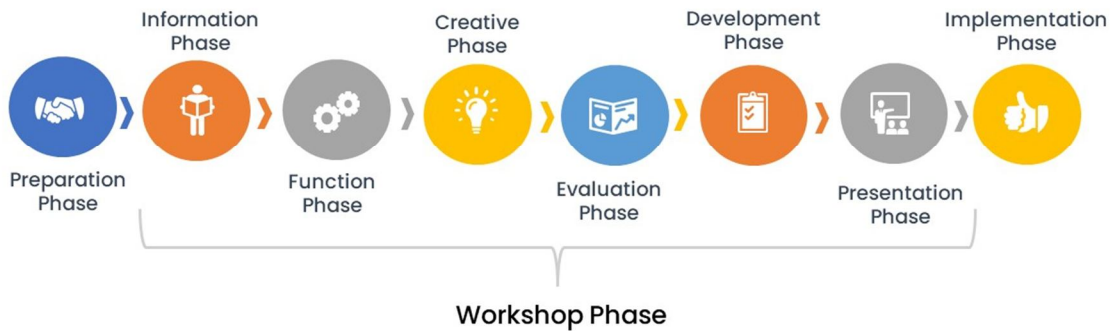 Preparation
Phase
Information
Phase
Function
Phase
Creative
Phase
Evaluation
Phase
Development
Phase
Presentation
Phase
Implementation
Phase
Workshop Phase